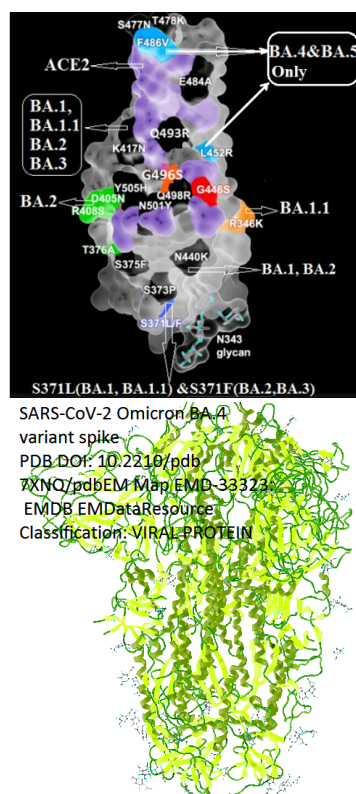 S477N T478K
F486V
BA.4&BA.5
Only
ACE2
E484A
BA.1,
BA.1.1
BA.2
BA.3
Q493R
K417N
L452R
G496S
Y505H
Q498R
G446S
BA.2
D405N
N501Y
R408S
R346K
BA.1.1
T376A
N440K
S375F
BA.1, BA.2
S373P
S371L/F
N343
glycan
S371L(BA.1, BA.1.1) &S371F(BA.2,BA.3)
SARS-CoV-2 Omicron BA.4
variant spike
PDB DOI: 10.2210/pdb
7XNQ/pdbEM Map EMD-33323:
EMDB EMDataResource
Classification: VIRAL PROTEIN